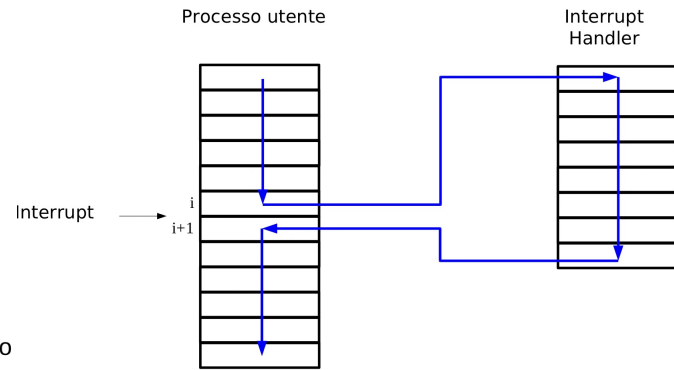 Processo utente
Interrupt
Handler
i
Interrupt
i+1
o